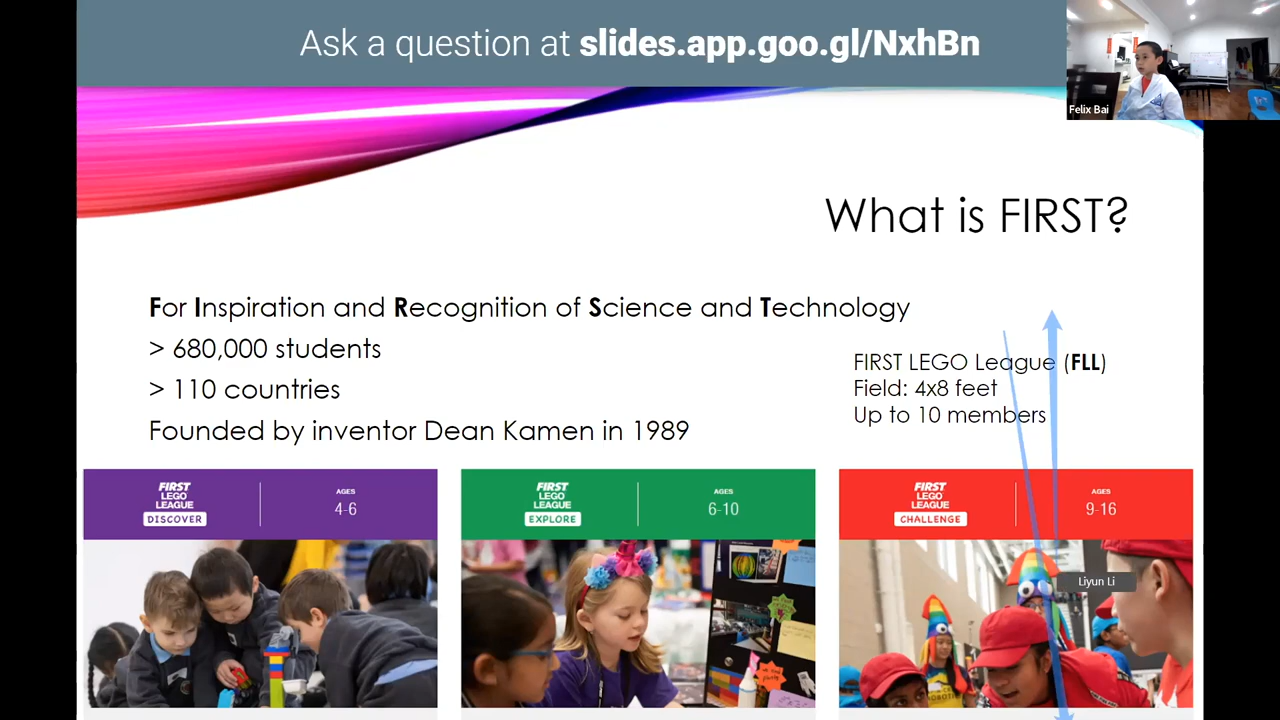 Ask a question at slides.app.goo.gl/NxhBn
Felix Bai
What is FIRST?
For Inspiration and Recognition of Science and Technology
> 680,000 students
> 110 countries
Founded by inventor Dean Kamen in 1989
FIRST LEGO League (FLL)
Field: 4x8 feet
Up to 10 members
FIRST
LEGO
LEAGUE
DISCOVER
AGES
4-6
FIRST
LEGO
LEAGUE
EXPLORE
AGES
6-10
FIRST
LEGO
LEAGUE
CHALLENGE
AGES
9-16
Liyun Li